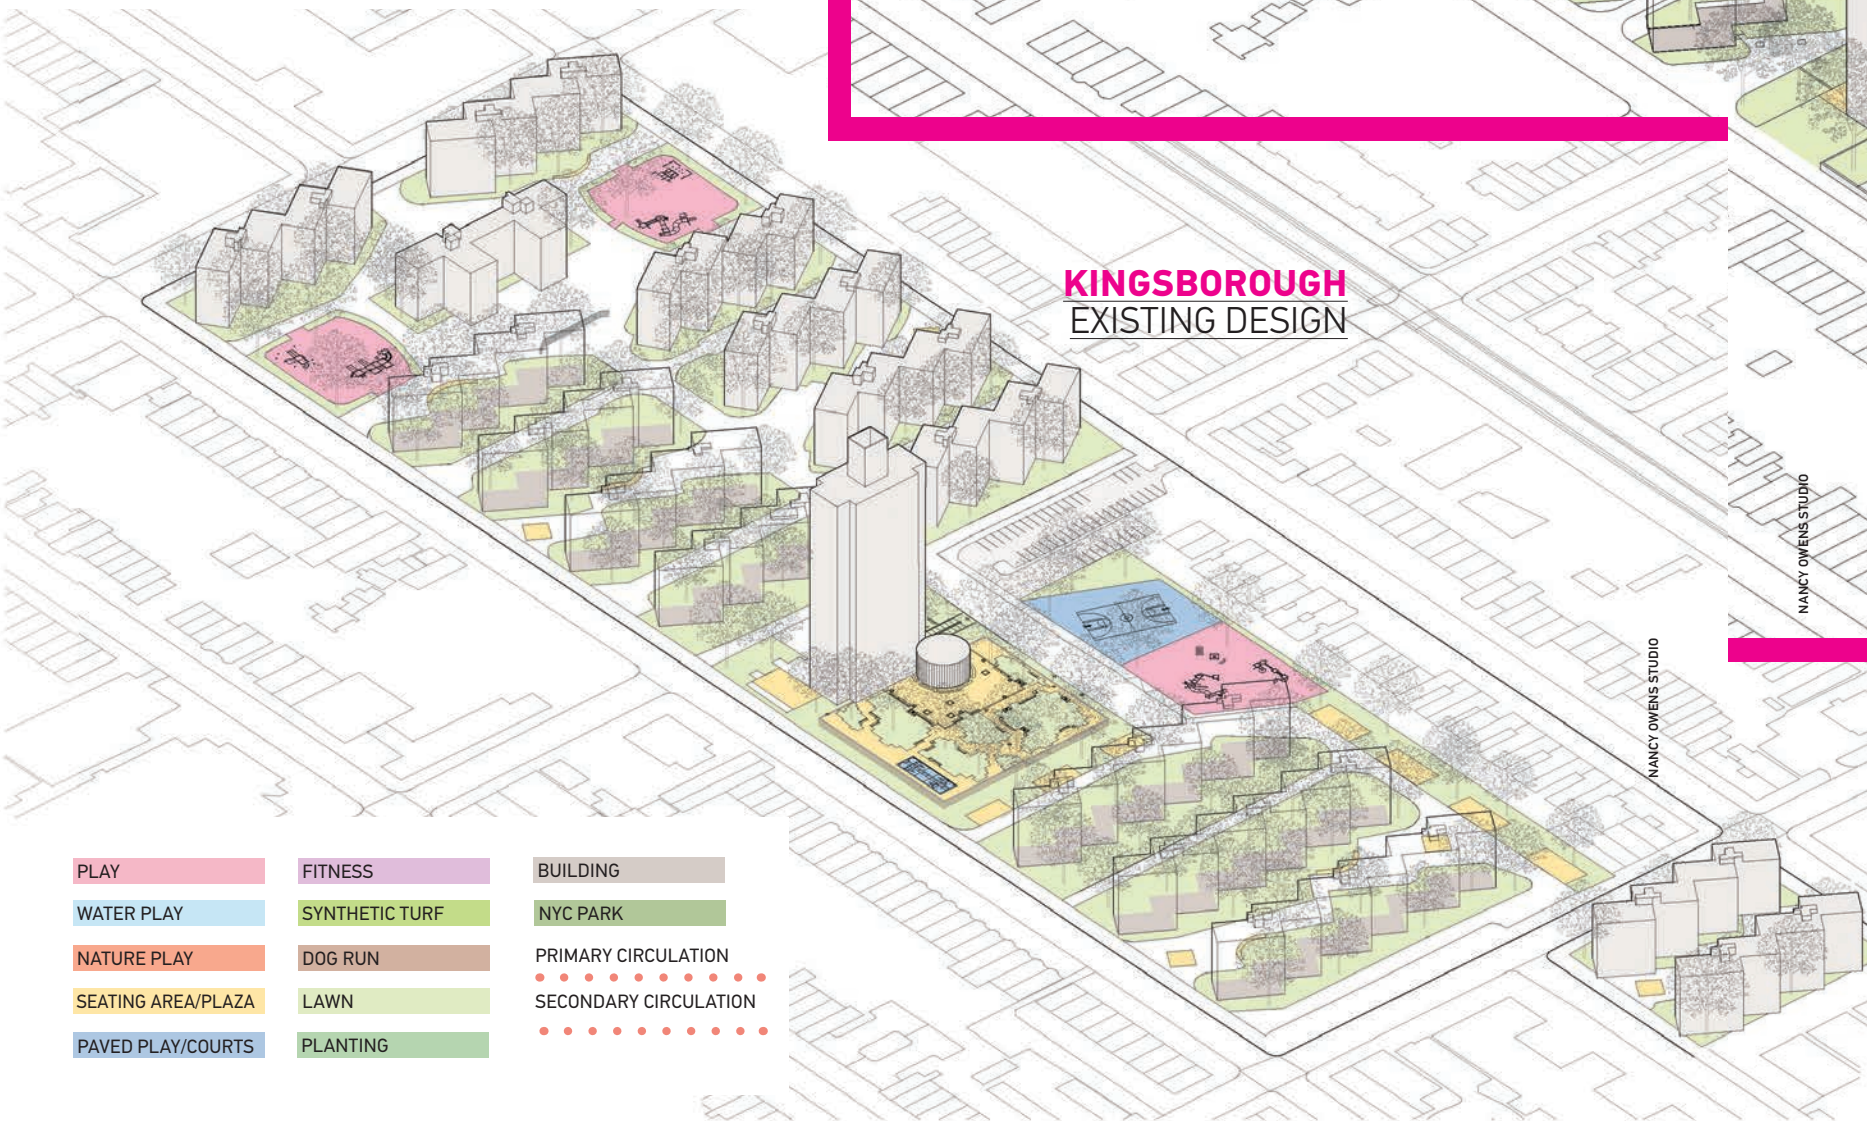 KINGSBOROUGH
EXISTING DESIGN
NANCY OWENS STUDIO
NANCY OWENS STUDIO
PLAY
WATER PLAY
NATURE PLAY
SEATING AREA/PLAZA
PAVED PLAY/COURTS
FITNESS
SYNTHETIC TURF
DOG RUN
LAWN
PLANTING
BUILDING
NYC PARK
PRIMARY CIRCULATION
SECONDARY CIRCULATION